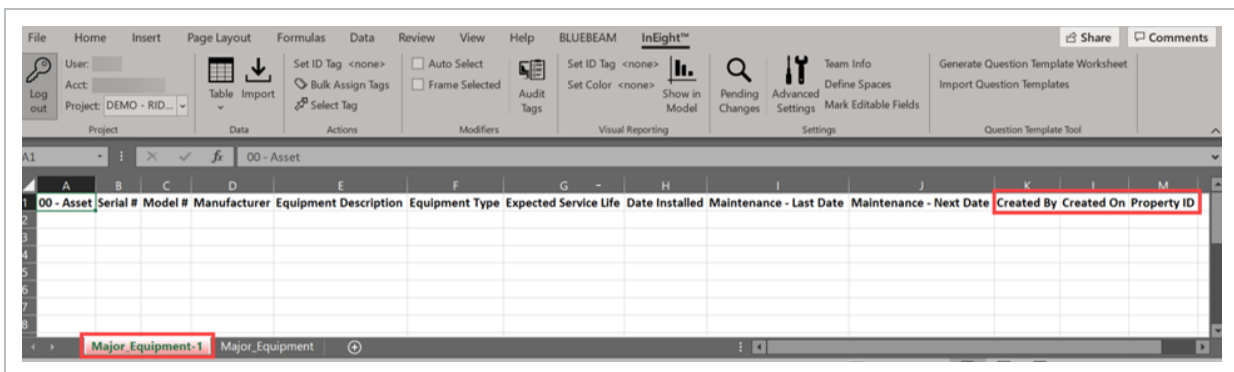 File Home Insert Page Layout Formulas Data Review View Help BLUEBEAM InEight™ Share Comments
User:
Acct:
Project: DEMO - RID...
Log out
Project
Table Import
Data
Set ID Tag <none>
Bulk Assign Tags
Select Tag
Actions
Auto Select
Frame Selected
Modifiers
Audit Tags
Set ID Tag <none>
Set Color <none>
Show in Model
Visual Reporting
Pending Changes
Advanced Settings
Team Info
Define Spaces
Mark Editable Fields
Settings
Generate Question Template Worksheet
Import Question Templates
Question Template Tool
A1 fx 00 - Asset
A B C D E F G H I J K L M
1 00 - Asset Serial # Model # Manufacturer Equipment Description Equipment Type Expected Service Life Date Installed Maintenance - Last Date Maintenance - Next Date Created By Created On Property ID
2
3
4
5
6
7
8
Major_Equipment-1 Major_Equipment